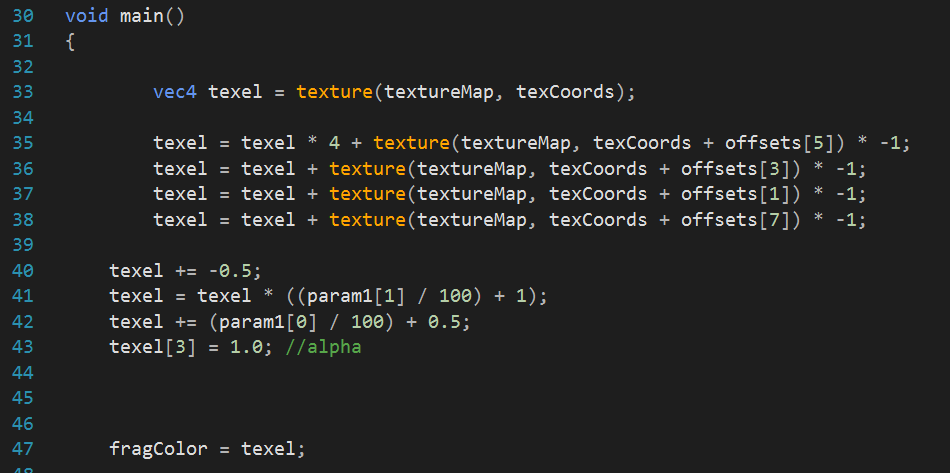 30 void main()
31 {
32
33 vec4 texel = texture(textureMap, texCoords);
34
35 texel = texel * 4 + texture(textureMap, texCoords + offsets[5]) * -1;
36 texel = texel + texture(textureMap, texCoords + offsets[3]) * -1;
37 texel = texel + texture(textureMap, texCoords + offsets[1]) * -1;
38 texel = texel + texture(textureMap, texCoords + offsets[7]) * -1;
39
40 texel += -0.5;
41 texel = texel * ((param1[1] / 100) + 1);
42 texel += (param1[0] / 100) + 0.5;
43 texel[3] = 1.0; //alpha
44
45
46
47 fragColor = texel;